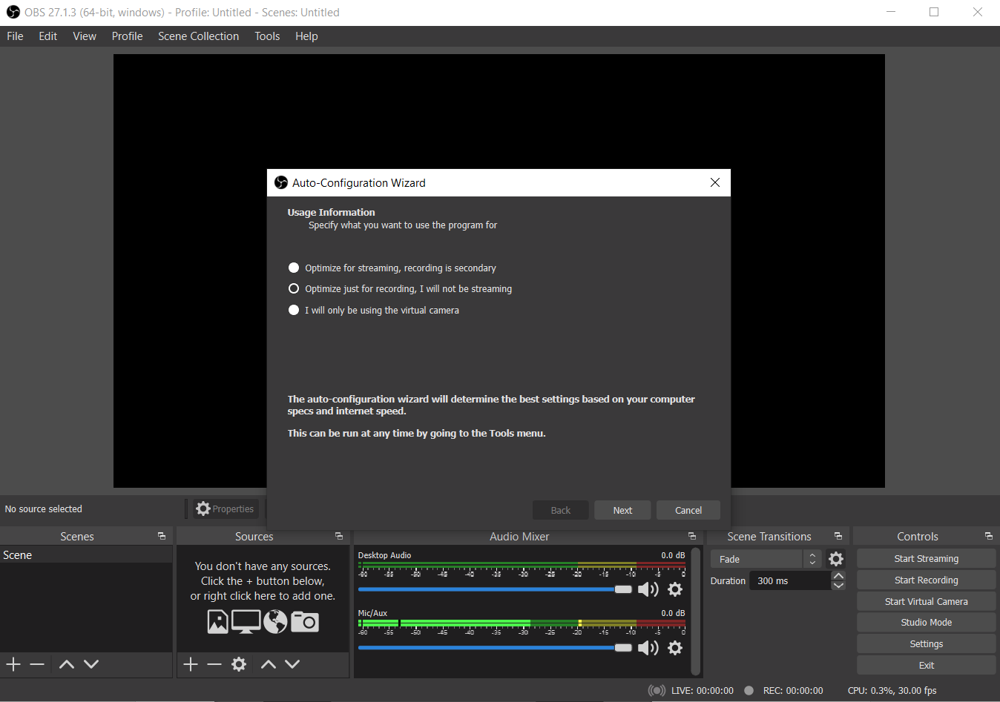 OBS 27.1.3 (64-bit, windows) - Profile: Untitled - Scenes: Untitled
File Edit View Profile Scene Collection Tools Help
Auto-Configuration Wizard
Usage Information
Specify what you want to use the program for
Optimize for streaming, recording is secondary
Optimize just for recording, I will not be streaming
I will only be using the virtual camera
The auto-configuration wizard will determine the best settings based on your computer
specs and internet speed.
This can be run at any time by going to the Tools menu.
Back Next Cancel
No source selected
Properties
Scenes
Scene
Sources
You don't have any sources.
Click the + button below,
or right click here to add one.
Audio Mixer
Desktop Audio 0.0 dB
-60 -55 -50 -45 -40 -35 -30 -25 -20 -15 -10 -5 0
Mic/Aux 0.0 dB
-60 -55 -50 -45 -40 -35 -30 -25 -20 -15 -10 -5 0
Scene Transitions
Fade
Duration 300 ms
Controls
Start Streaming
Start Recording
Start Virtual Camera
Studio Mode
Settings
Exit
LIVE: 00:00:00 REC: 00:00:00 CPU: 0.3%, 30.00 fps